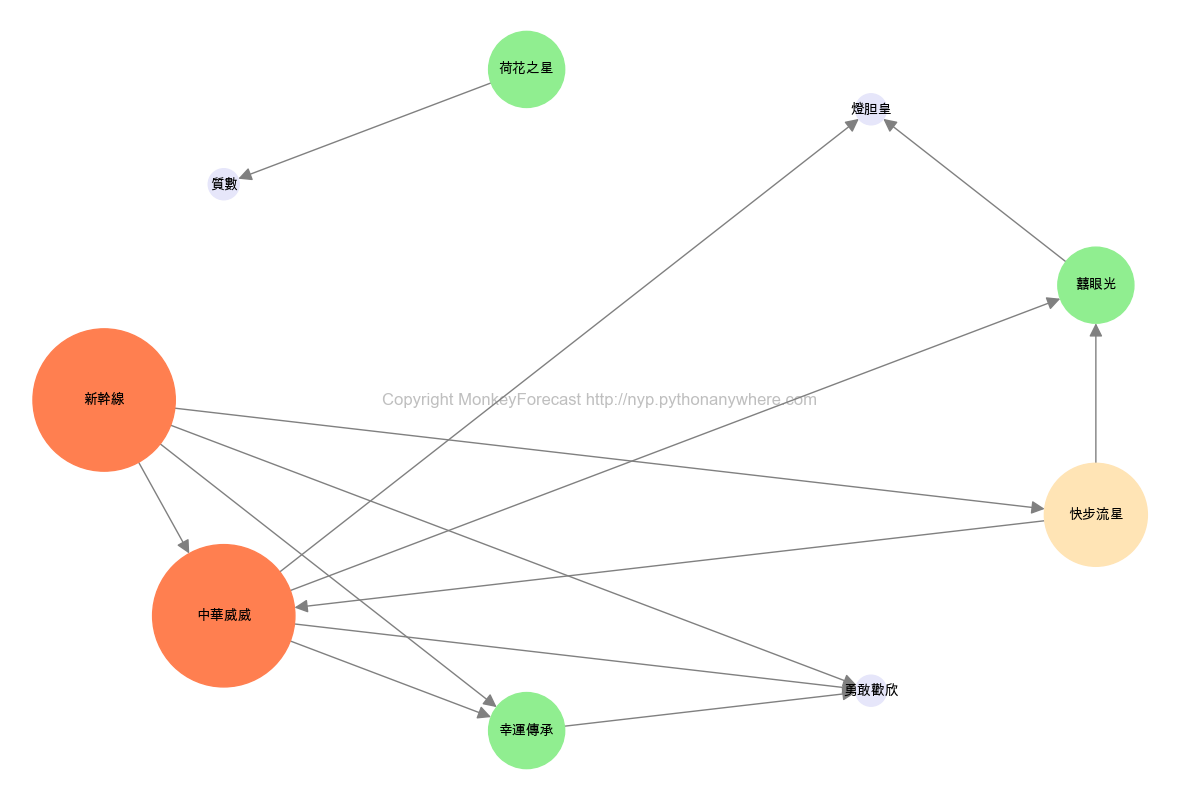 荷花之星
燈胆皇
質數
囍眼光
新幹線
Copyright MonkeyForecast http://nyp.pythonanywhere.com
快步流星
中華威威
勇敢歡欣
幸運傳承